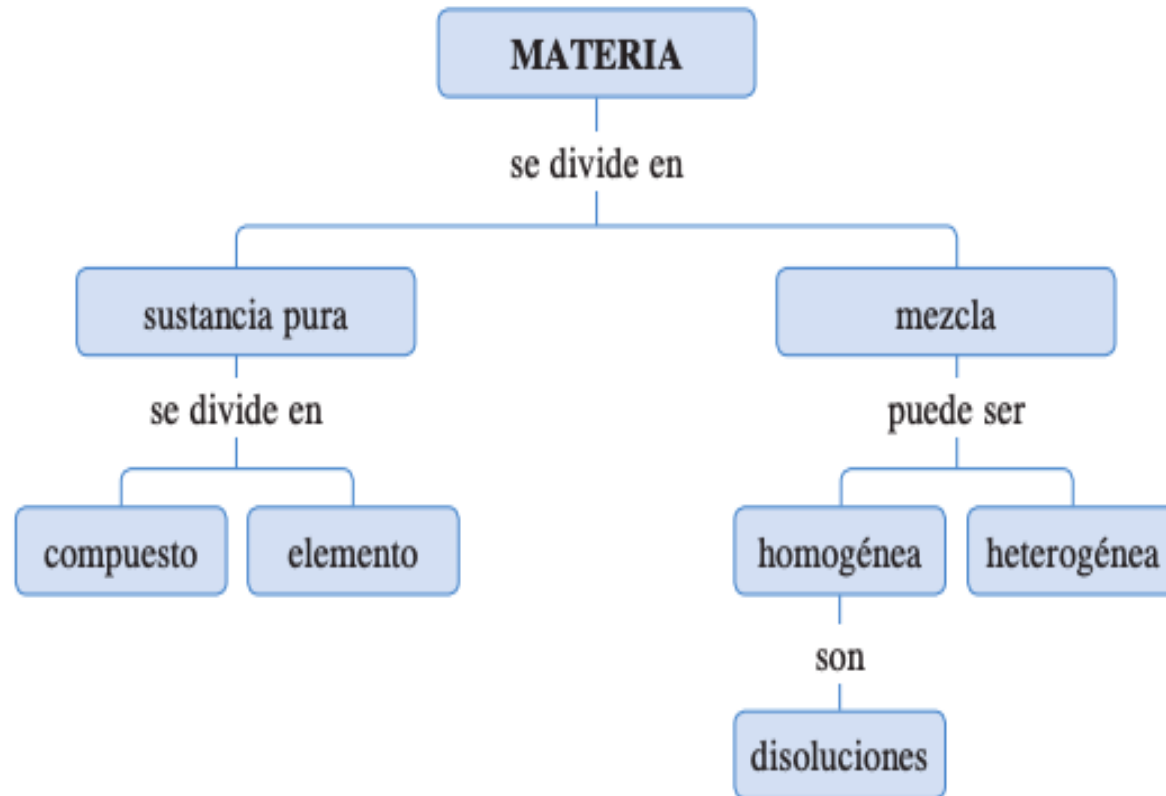 MATERIA
se divide en
sustancia pura
mezcla
se divide en
puede ser
compuesto
elemento
homogénea
heterogénea
son
disoluciones